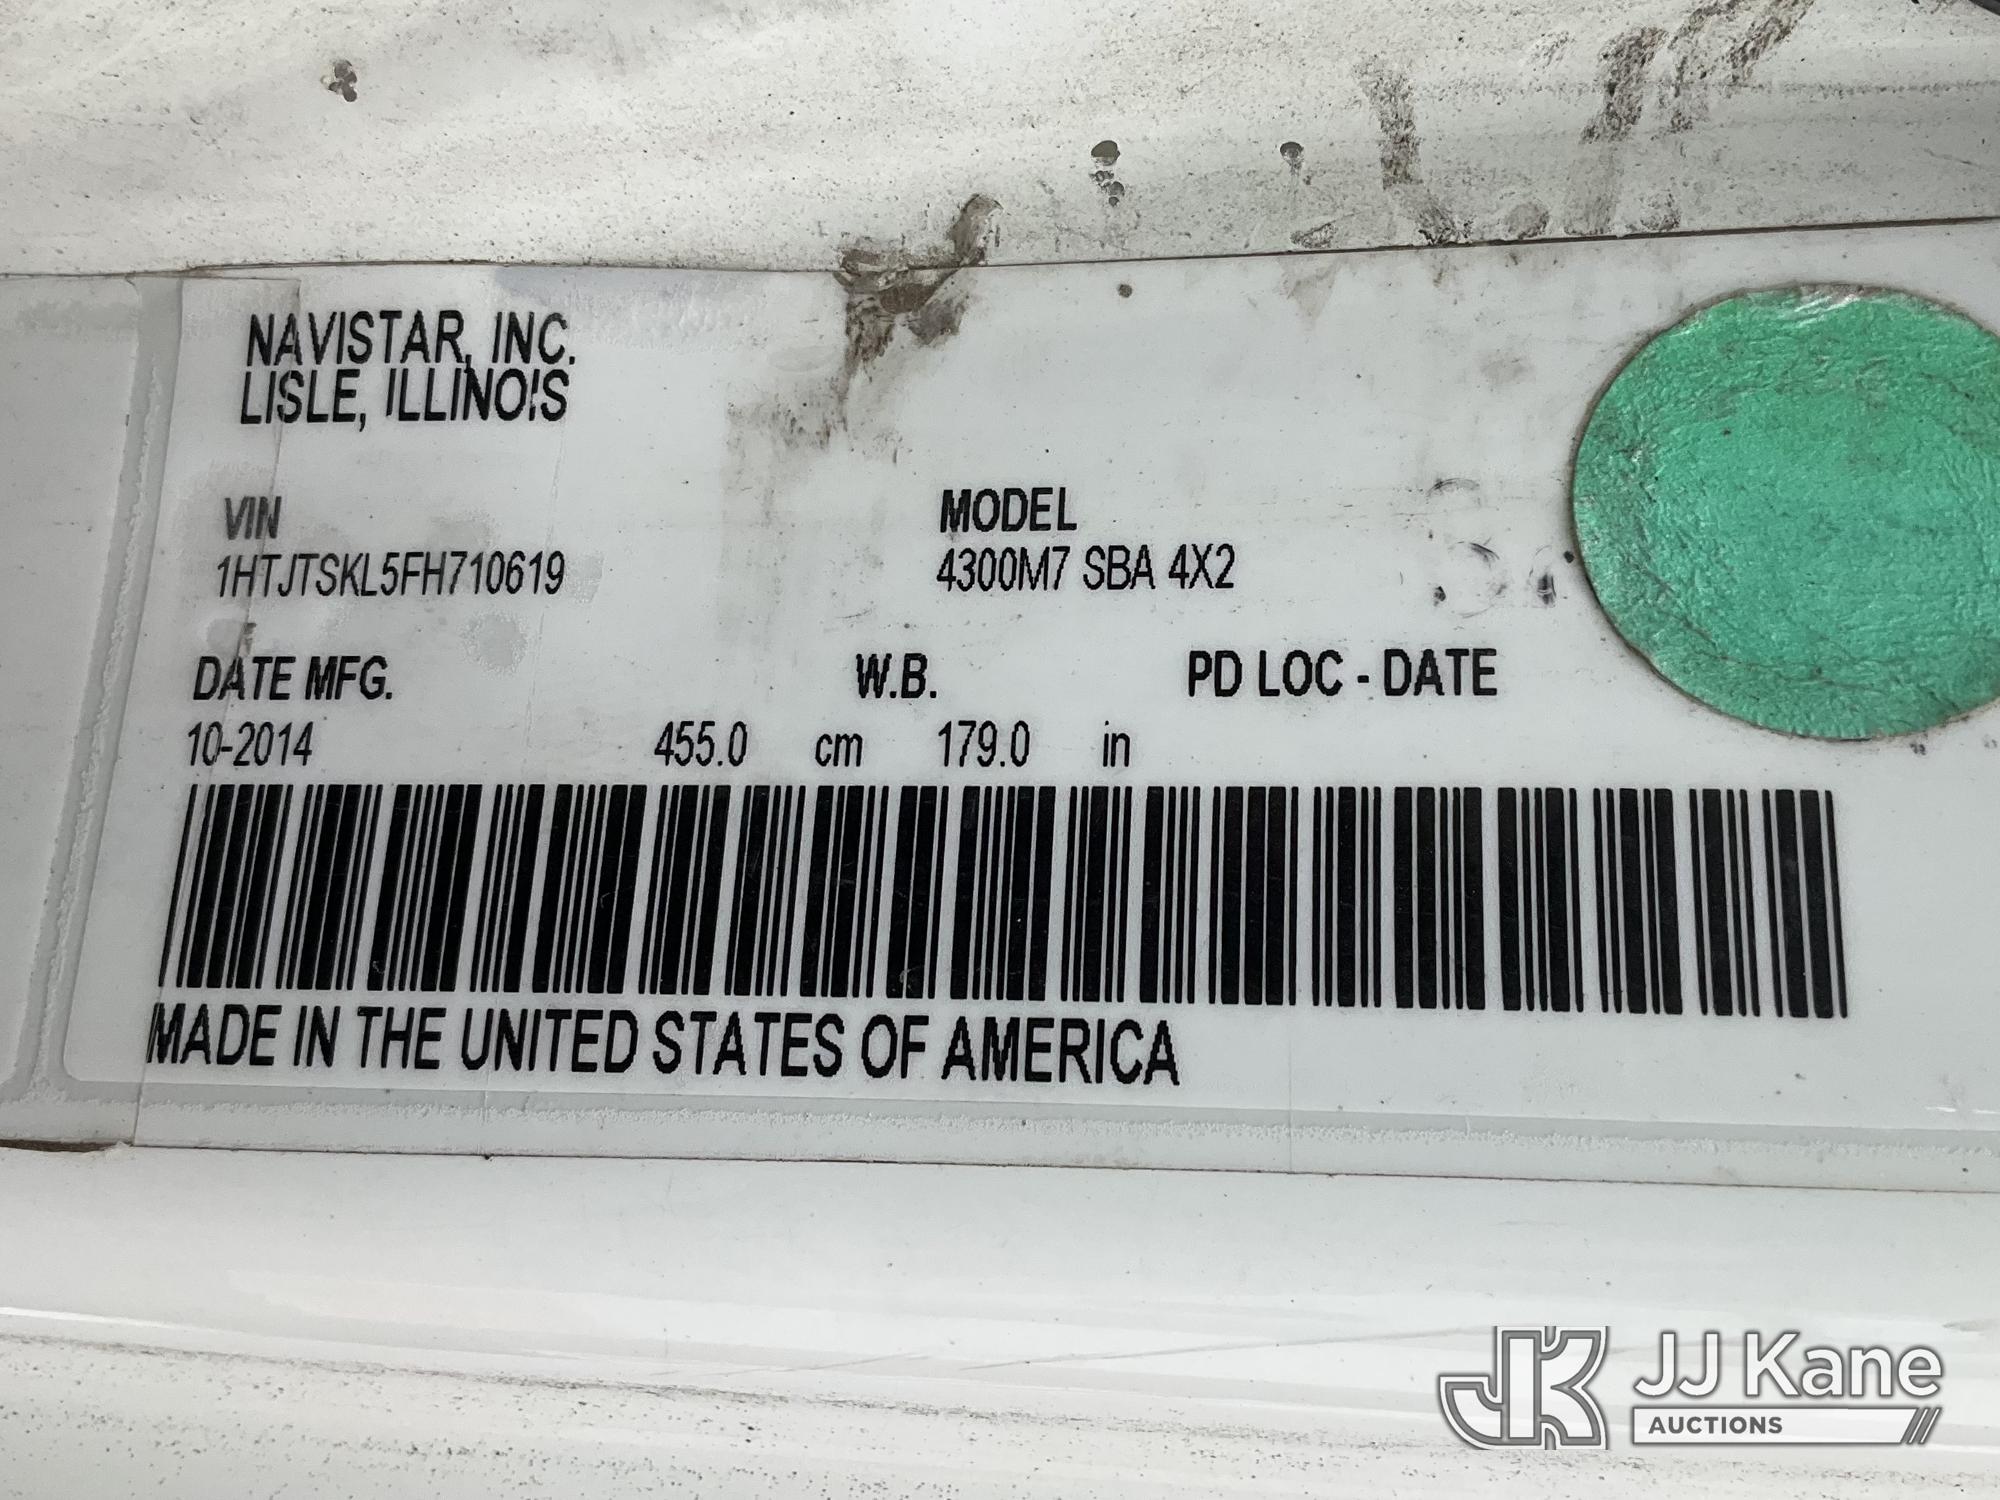 NAVISTAR, INC.
LISLE, ILLINOIS
VIN MODEL
1HTJTSKL5FH710619 4300M7 SBA 4X2
DATE MFG. W.B. PD LOC - DATE
10-2014 455.0 cm 179.0 in
MADE IN THE UNITED STATES OF AMERICA
JK JJ Kane
AUCTIONS